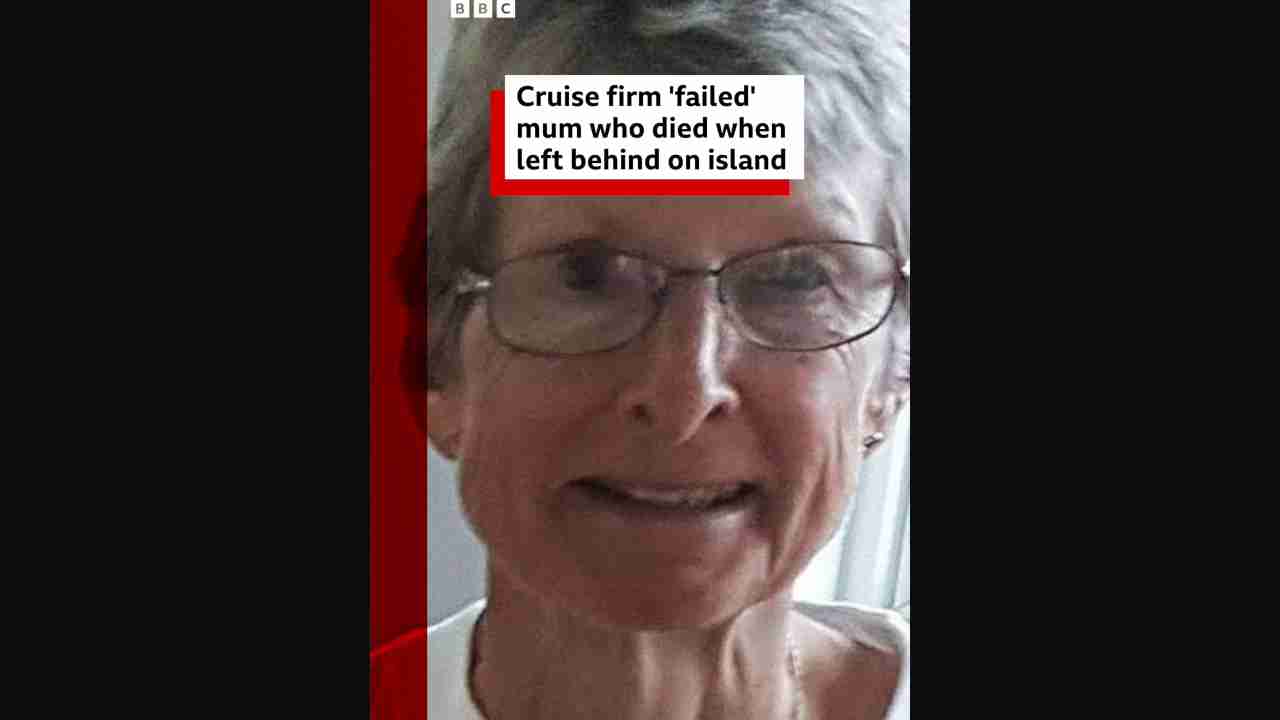 BBC
Cruise firm 'failed'
mum who died when
left behind on island